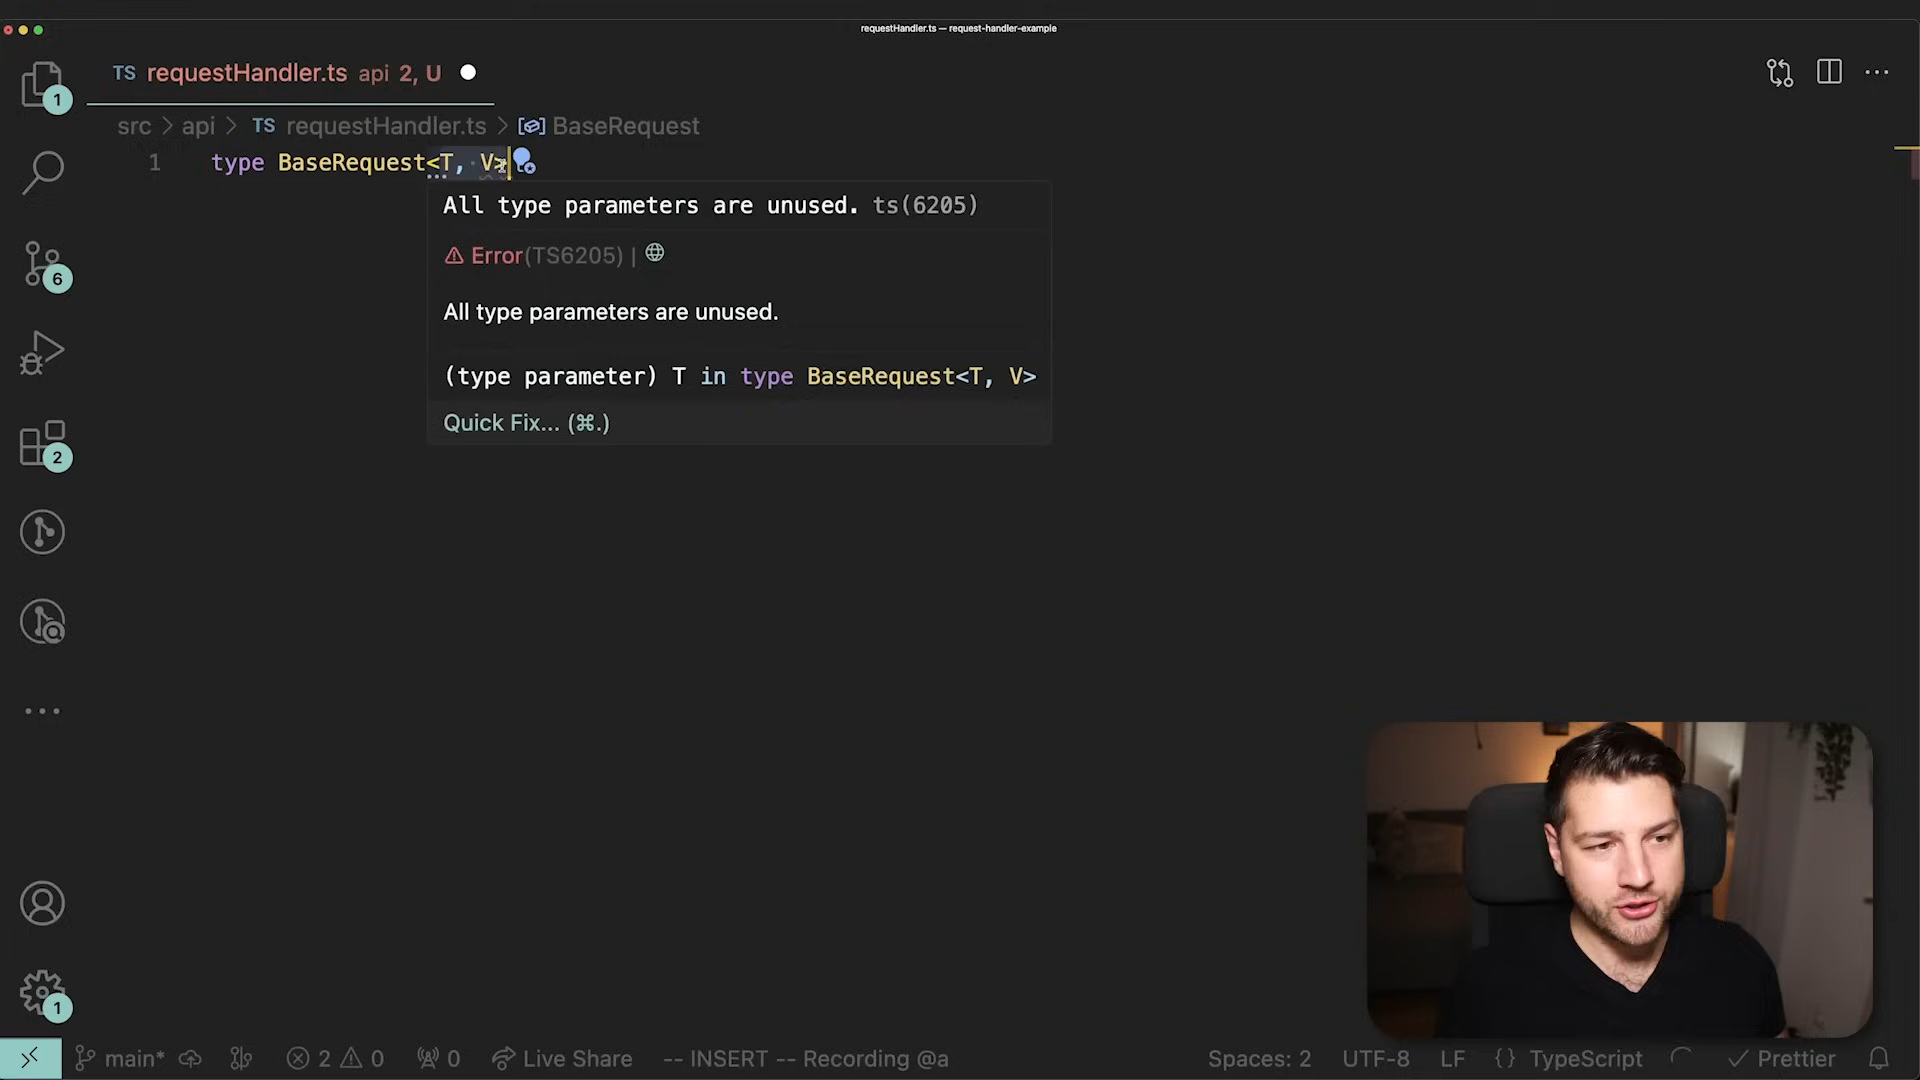 requestHandler.ts — request-handler-example
TS requestHandler.ts api 2, U
src > api > TS requestHandler.ts > BaseRequest
1 type BaseRequest<T, V>
All type parameters are unused. ts(6205)
Error(TS6205) |
All type parameters are unused.
(type parameter) T in type BaseRequest<T, V>
Quick Fix... (⌘.)
1
6
2
1
main* 2 0 0 Live Share -- INSERT -- Recording @a Spaces: 2 UTF-8 LF {} TypeScript Prettier